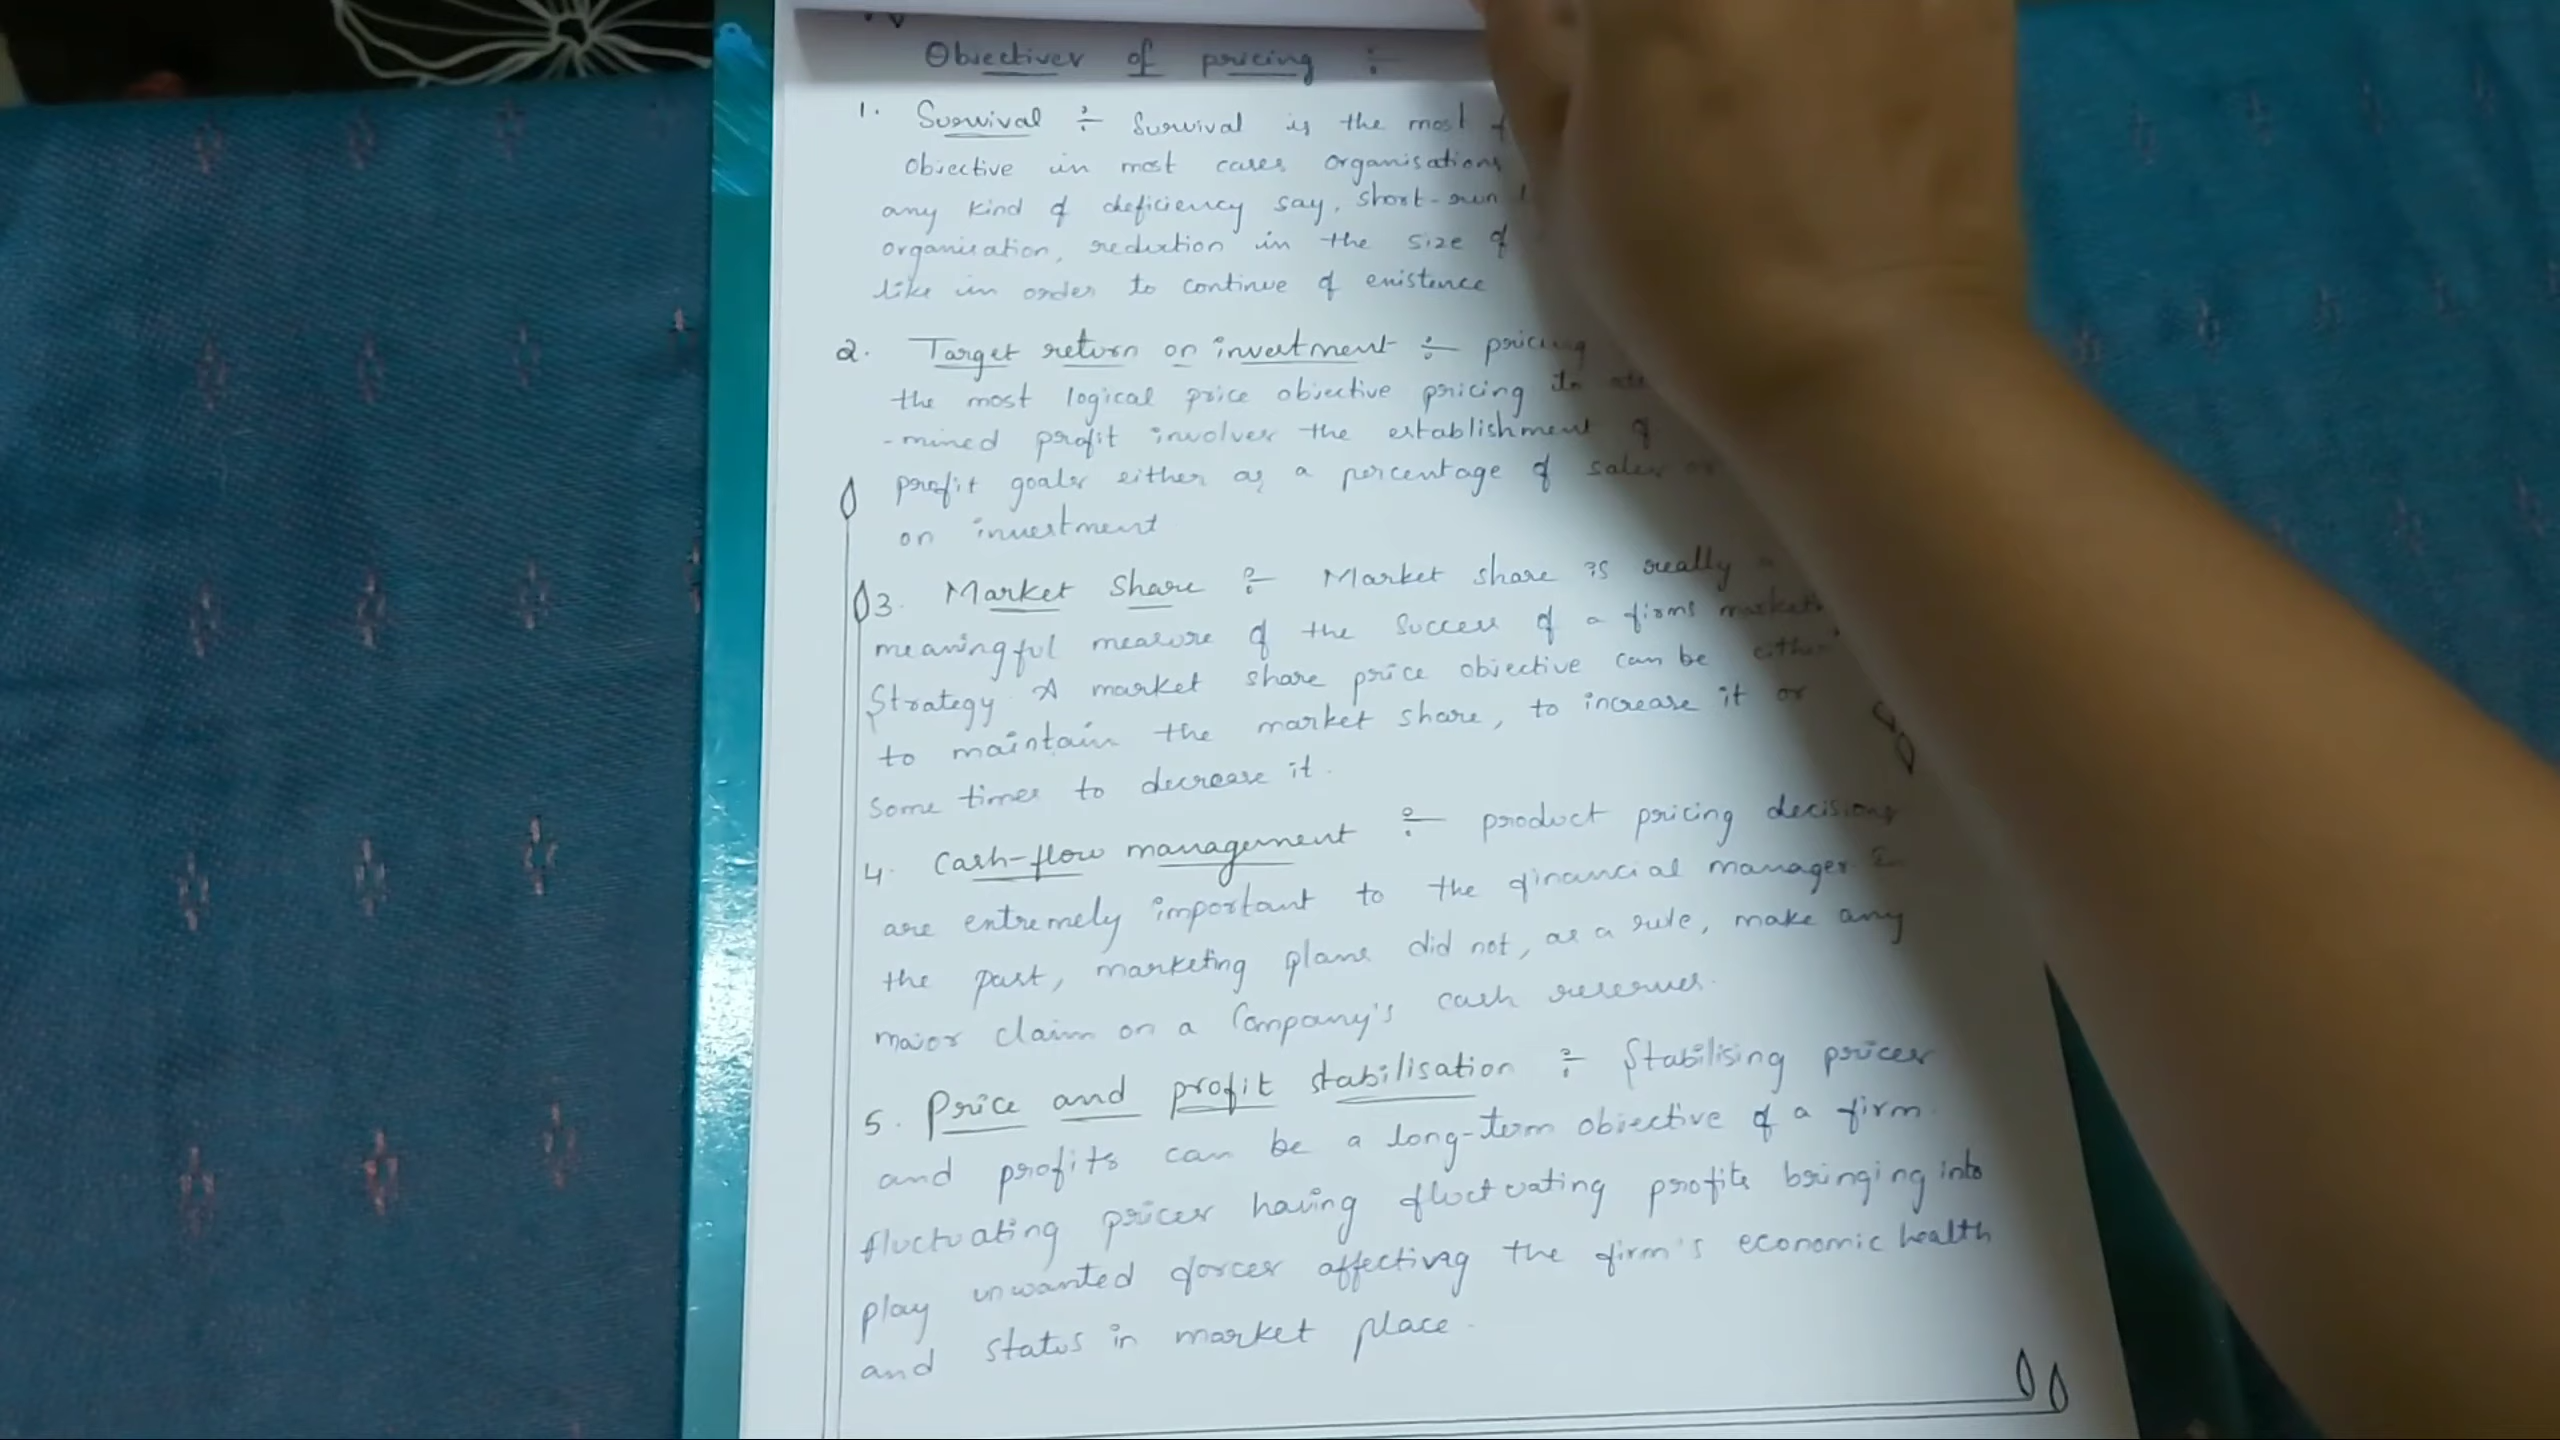 Objectives of pricing :-
1. Survival :- Survival is the most
objective in most cases organisations
any kind of deficiency say, short-run
organisation, reduction in the size of
like in order to continue of enistence
2. Target return on investment :- pricing
the most logical price objective pricing to
-mined profit involves the establishment of
profit goals either as a percentage of sales or
on investment
3. Market Share :- Market share is really
meaningful measure of the success of a firms
Strategy A market share price objective can be either
to maintain the market share, to increase it or
some times to decrease it.
4. Cash-flow management :- product pricing decisions
are entremely important to the financial manager In
the past, marketing plans did not, as a rule, make any
major claim on a Company's cash reserves.
5. Price and profit stabilisation :- Stabilising prices
and profits can be a long-term objective of a firm
fluctuating prices having fluctuating profits bringing into
play unwanted forces affecting the firm's economic health
and status in market place.